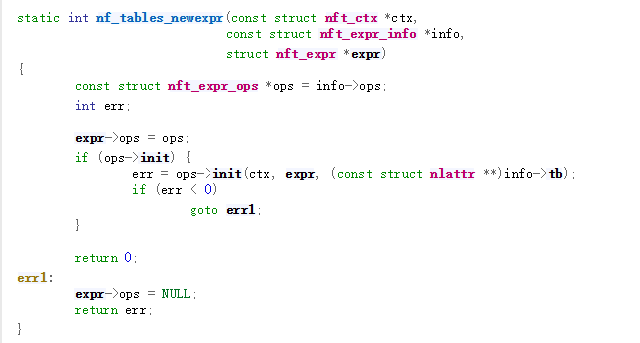 static int nf_tables_newexpr(const struct nft_ctx *ctx,
const struct nft_expr_info *info,
struct nft_expr *expr)
{
const struct nft_expr_ops *ops = info->ops;
int err;
expr->ops = ops;
if (ops->init) {
err = ops->init(ctx, expr, (const struct nlattr **)info->tb);
if (err < 0)
goto err1;
}
return 0;
err1:
expr->ops = NULL;
return err;
}